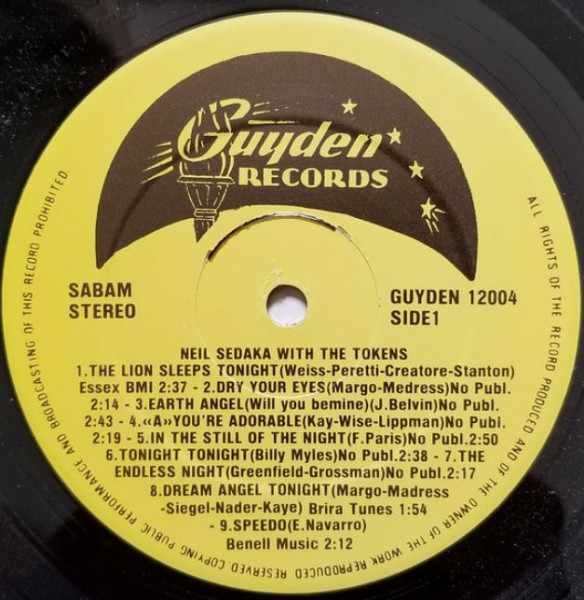 Guyden
RECORDS
SABAM
STEREO
GUYDEN 12004
SIDE1
NEIL SEDAKA WITH THE TOKENS
1.THE LION SLEEPS TONIGHT(Weiss-Peretti-Creatore-Stanton)
Essex BMI 2:37 - 2.DRY YOUR EYES(Margo-Medress)No Publ.
2:14 - 3.EARTH ANGEL(Will you bemine)(J.Belvin)No Publ.
2:43 - 4.«A»YOU'RE ADORABLE(Kay-Wise-Lippman)No Publ.
2:19 - 5.IN THE STILL OF THE NIGHT(F.Paris)No Publ.2:50
6.TONIGHT TONIGHT(Billy Myles)No Publ.2:38 - 7.THE
ENDLESS NIGHT(Greenfield-Grossman)No Publ.2:17
8.DREAM ANGEL TONIGHT(Margo-Madress
-Siegel-Nader-Kaye) Brira Tunes 1:54
- 9.SPEEDO(E.Navarro)
Benell Music 2:12
ALL RIGHTS OF THE RECORD PRODUCED AND OF THE OWNER OF THE WORK REPRODUCED RESERVED COPYING PUBLIC PERFORMANCE AND BROADCASTING OF THIS RECORD PROHIBITED.